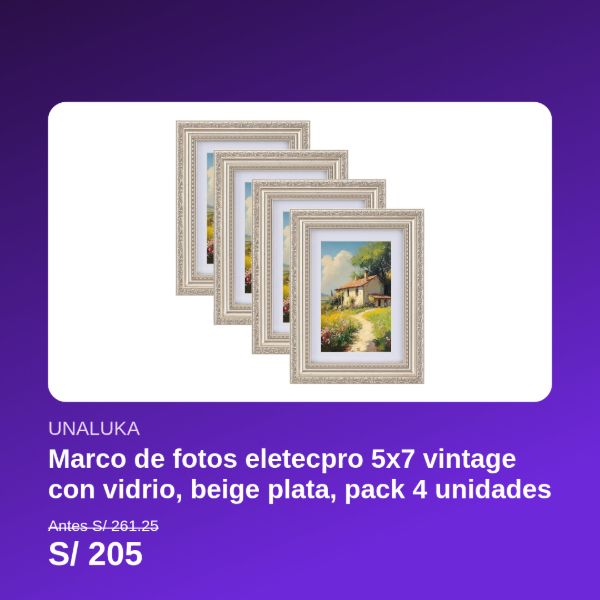 UNALUKA
Marco de fotos eletecpro 5x7 vintage
con vidrio, beige plata, pack 4 unidades
Antes S/ 261.25
S/ 205